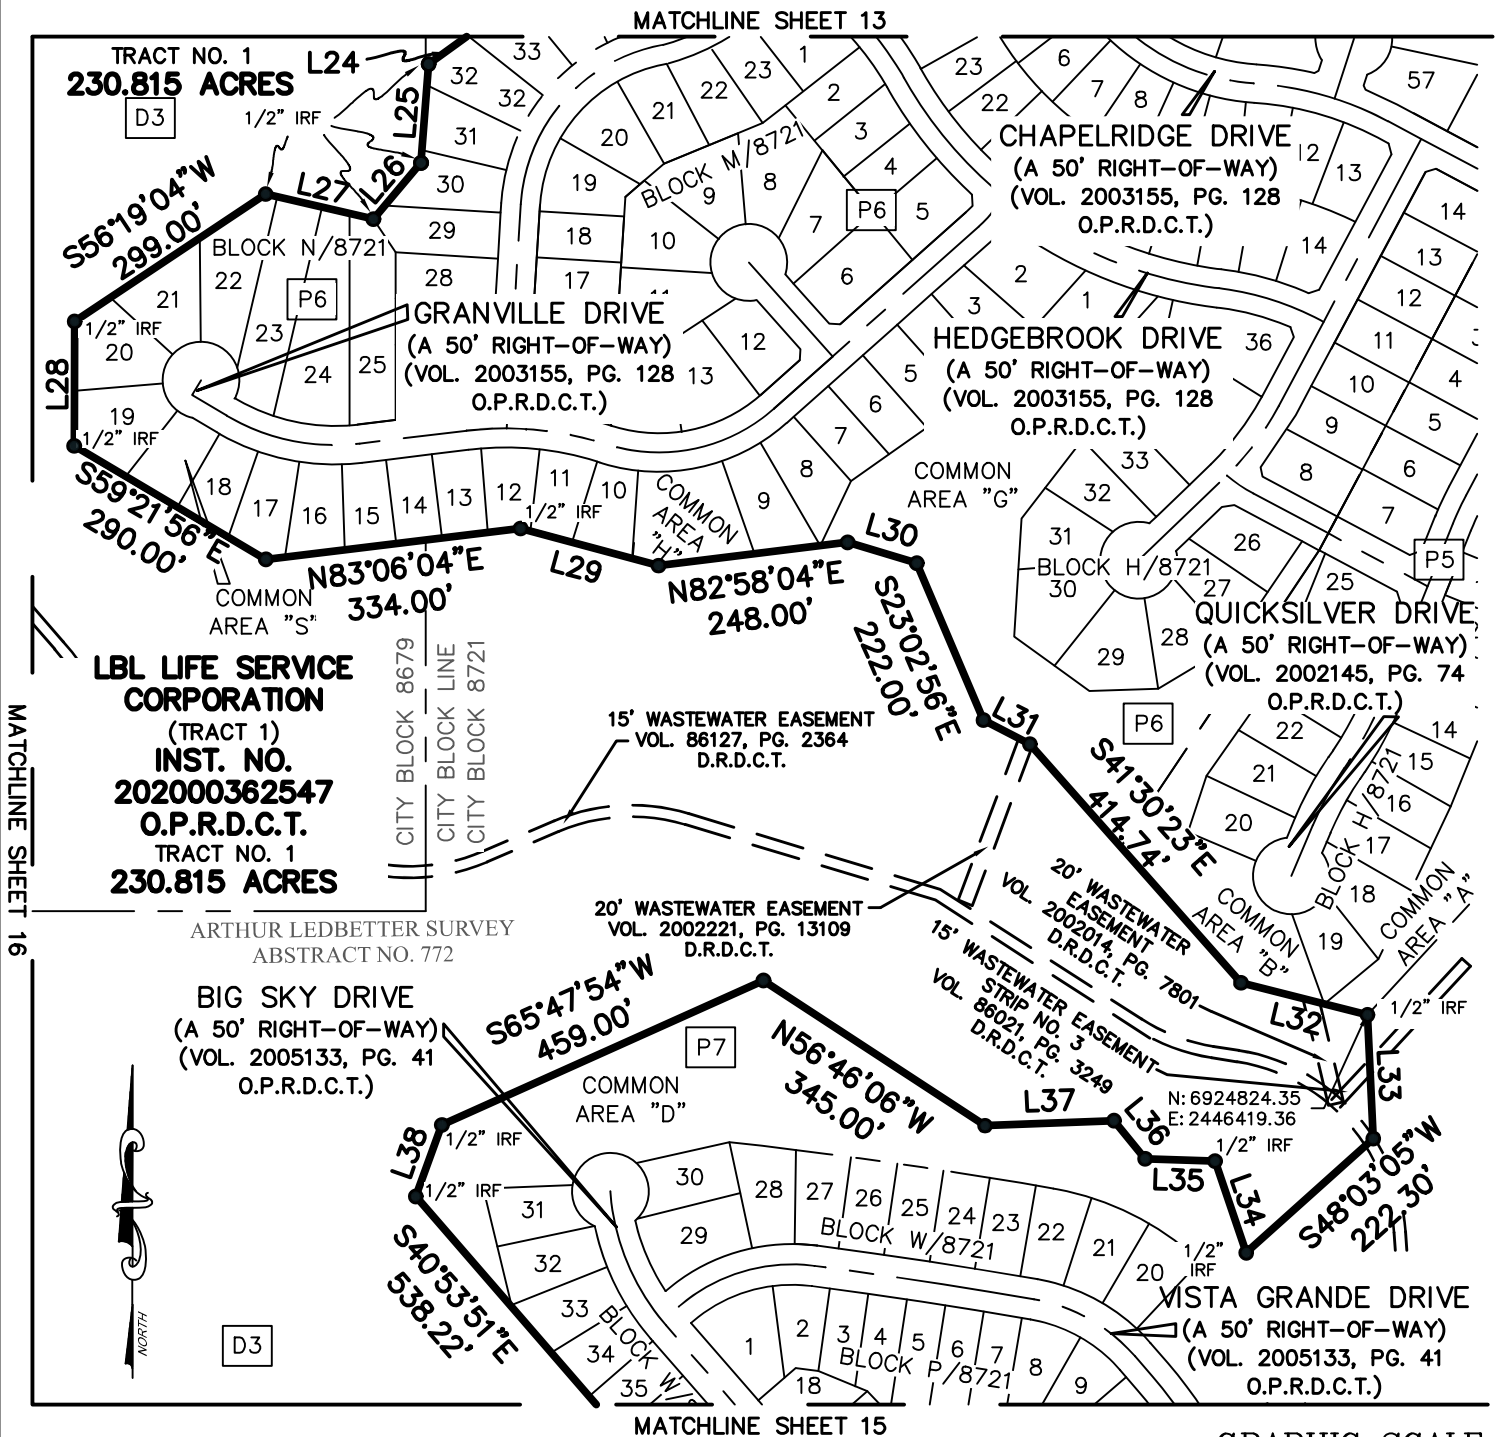 MATCHLINE SHEET 13
TRACT NO. 1
230.815 ACRES
D3
L24
1/2" IRF
L25
L26
L27
S56°19'04"W
299.00'
33
32
32
31
30
29
28
BLOCK N/8721
P6
21
22
23
24
25
1/2" IRF
20
L28
19
1/2" IRF
GRANVILLE DRIVE
(A 50' RIGHT-OF-WAY)
(VOL. 2003155, PG. 128
O.P.R.D.C.T.)
20
21
22
23
1
2
3
4
5
BLOCK M/8721
9
8
7
6
P6
19
18
17
10
12
13
23
22
6
7
8
57
CHAPELRIDGE DRIVE
(A 50' RIGHT-OF-WAY)
(VOL. 2003155, PG. 128
O.P.R.D.C.T.)
12
13
14
14
13
12
11
10
9
8
4
5
6
7
3
2
1
HEDGEBROOK DRIVE
(A 50' RIGHT-OF-WAY)
(VOL. 2003155, PG. 128
O.P.R.D.C.T.)
36
5
6
7
8
9
S59°21'56"E
290.00'
18
17
16
15
14
13
12
11
10
1/2" IRF
COMMON
AREA
"H"
COMMON
AREA "G"
33
32
31
30
BLOCK H/8721
29
28
27
26
25
P5
L29
L30
N83°06'04"E
334.00'
N82°58'04"E
248.00'
COMMON
AREA "S"
S23°02'56"E
222.00'
QUICKSILVER DRIVE
(A 50' RIGHT-OF-WAY)
(VOL. 2002145, PG. 74
O.P.R.D.C.T.)
LBL LIFE SERVICE
CORPORATION
(TRACT 1)
INST. NO.
202000362547
O.P.R.D.C.T.
TRACT NO. 1
230.815 ACRES
CITY BLOCK 8679
CITY BLOCK LINE
CITY BLOCK 8721
MATCHLINE SHEET 16
15' WASTEWATER EASEMENT
VOL. 86127, PG. 2364
D.R.D.C.T.
L31
P6
S41°30'23"E
414.74'
22
21
20
19
14
15
16
17
18
BLOCK H/8721
COMMON
AREA "A"
COMMON
AREA "B"
ARTHUR LEDBETTER SURVEY
ABSTRACT NO. 772
20' WASTEWATER EASEMENT
VOL. 2002221, PG. 13109
D.R.D.C.T.
20' WASTEWATER
EASEMENT
VOL. 2002014, PG. 7801
D.R.D.C.T.
15' WASTEWATER EASEMENT
STRIP NO. 3
VOL. 86021, PG. 3249
D.R.D.C.T.
L32
1/2" IRF
L33
BIG SKY DRIVE
(A 50' RIGHT-OF-WAY)
(VOL. 2005133, PG. 41
O.P.R.D.C.T.)
S65°47'54"W
459.00'
P7
N56°46'06"W
345.00'
COMMON
AREA "D"
L37
L36
L35
L34
N: 6924824.35
E: 2446419.36
1/2" IRF
S48°03'05"W
222.30'
L38
1/2" IRF
1/2" IRF
S40°53'51"E
538.22'
NORTH
D3
31
32
33
34
35
30
29
28
27
26
25
24
23
22
21
20
BLOCK W/8721
1/2"
IRF
VISTA GRANDE DRIVE
(A 50' RIGHT-OF-WAY)
(VOL. 2005133, PG. 41
O.P.R.D.C.T.)
1
2
3
4
5
6
7
8
9
18
BLOCK P/8721
BLOCK W/
MATCHLINE SHEET 15